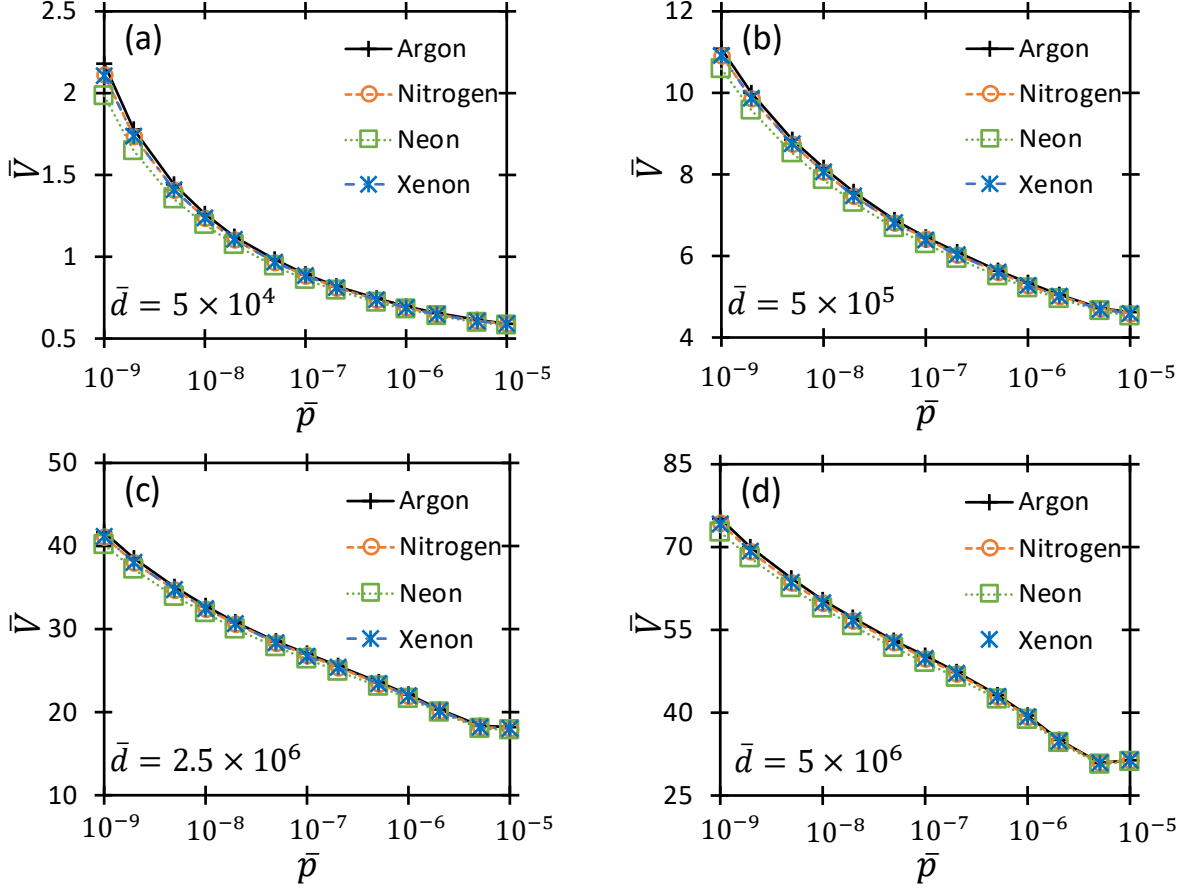 (a)
2.5
2
1.5
1
0.5
V̄
Argon
Nitrogen
Neon
Xenon
d̄ = 5 × 10⁴
10⁻⁹ 10⁻⁸ 10⁻⁷ 10⁻⁶ 10⁻⁵
p̄
(b)
12
10
8
6
4
V̄
Argon
Nitrogen
Neon
Xenon
d̄ = 5 × 10⁵
10⁻⁹ 10⁻⁸ 10⁻⁷ 10⁻⁶ 10⁻⁵
p̄
(c)
50
40
30
20
10
V̄
Argon
Nitrogen
Neon
Xenon
d̄ = 2.5 × 10⁶
10⁻⁹ 10⁻⁸ 10⁻⁷ 10⁻⁶ 10⁻⁵
p̄
(d)
85
70
55
40
25
V̄
Argon
Nitrogen
Neon
Xenon
d̄ = 5 × 10⁶
10⁻⁹ 10⁻⁸ 10⁻⁷ 10⁻⁶ 10⁻⁵
p̄